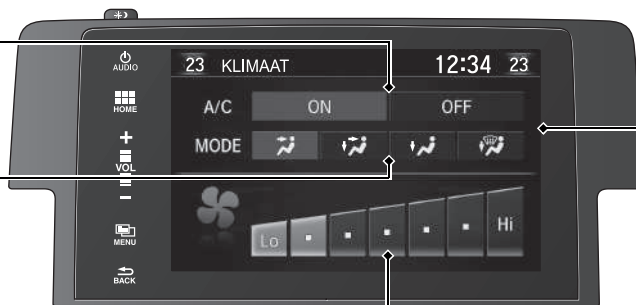 AUDIO
HOME
+
VOL
−
MENU
BACK
23 KLIMAAT 12:34 23
A/C ON OFF
MODE
Lo Hi